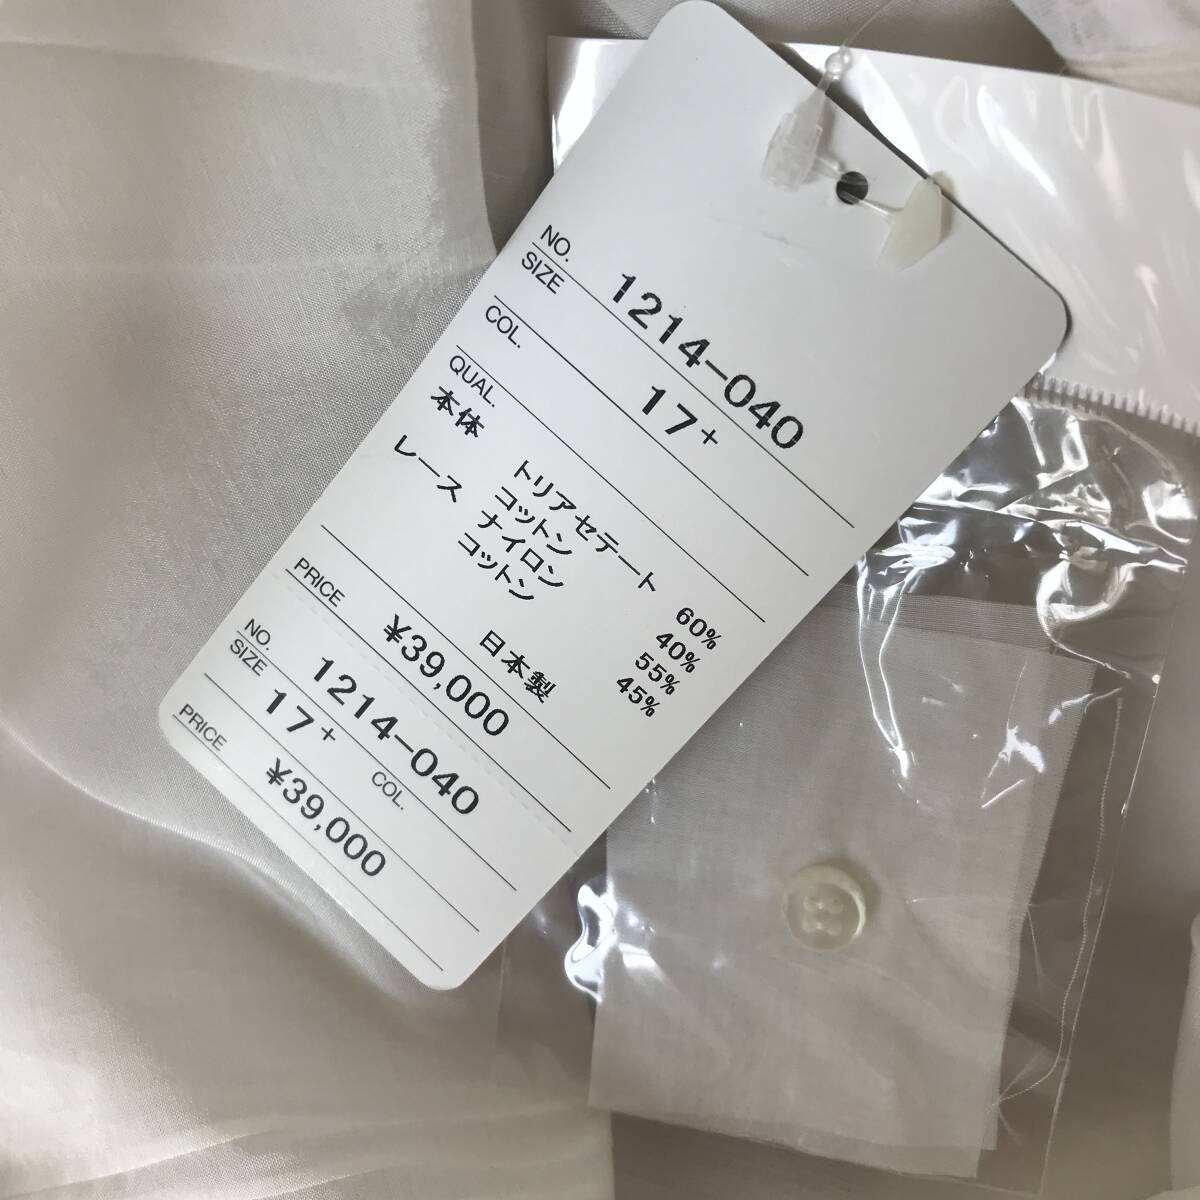 NO. 1214-040
SIZE 17+
COL.
QUAL.
本体 トリアセテート 60%
コットン 40%
レース ナイロン 55%
コットン 45%
日本製
PRICE ¥39,000
NO. 1214-040
SIZE 17+ COL.
PRICE ¥39,000